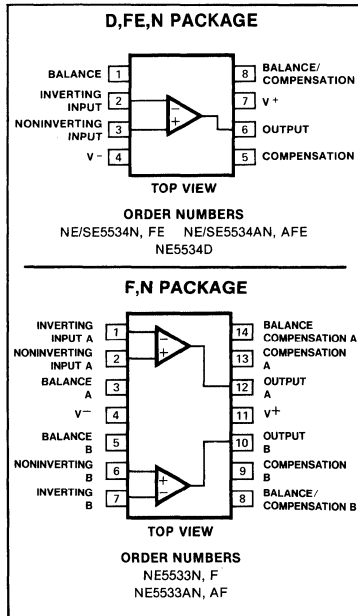 D,FE,N PACKAGE
BALANCE 1
8 BALANCE/
COMPENSATION
INVERTING
INPUT 2
7 V+
NONINVERTING
INPUT 3
6 OUTPUT
V- 4
5 COMPENSATION
TOP VIEW
ORDER NUMBERS
NE/SE5534N, FE NE/SE5534AN, AFE
NE5534D
F,N PACKAGE
INVERTING
INPUT A 1
14 BALANCE
COMPENSATION A
NONINVERTING
INPUT A 2
13 COMPENSATION
A
BALANCE
A 3
12 OUTPUT
A
V- 4
11 V+
BALANCE
B 5
10 OUTPUT
B
NONINVERTING
B 6
9 COMPENSATION
B
INVERTING
B 7
8 BALANCE/
COMPENSATION B
TOP VIEW
ORDER NUMBERS
NE5533N, F
NE5533AN, AF